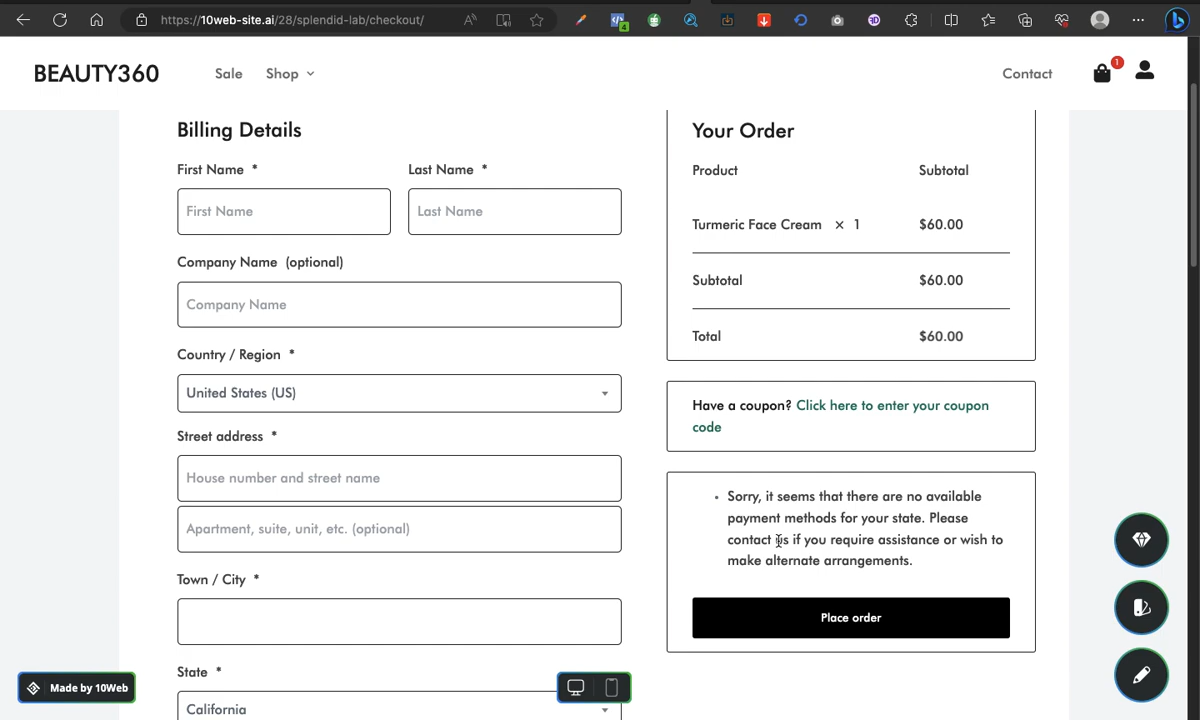 https://10web-site.ai/28/splendid-lab/checkout/
4
BEAUTY360
Sale
Shop
Contact
1
Billing Details
First Name *
Last Name *
First Name
Last Name
Company Name (optional)
Company Name
Country / Region *
United States (US)
Street address *
House number and street name
Apartment, suite, unit, etc. (optional)
Town / City *
State *
California
Your Order
Product
Subtotal
Turmeric Face Cream × 1
$60.00
Subtotal
$60.00
Total
$60.00
Have a coupon? Click here to enter your coupon
code
Sorry, it seems that there are no available
payment methods for your state. Please
contact us if you require assistance or wish to
make alternate arrangements.
Place order
Made by 10Web